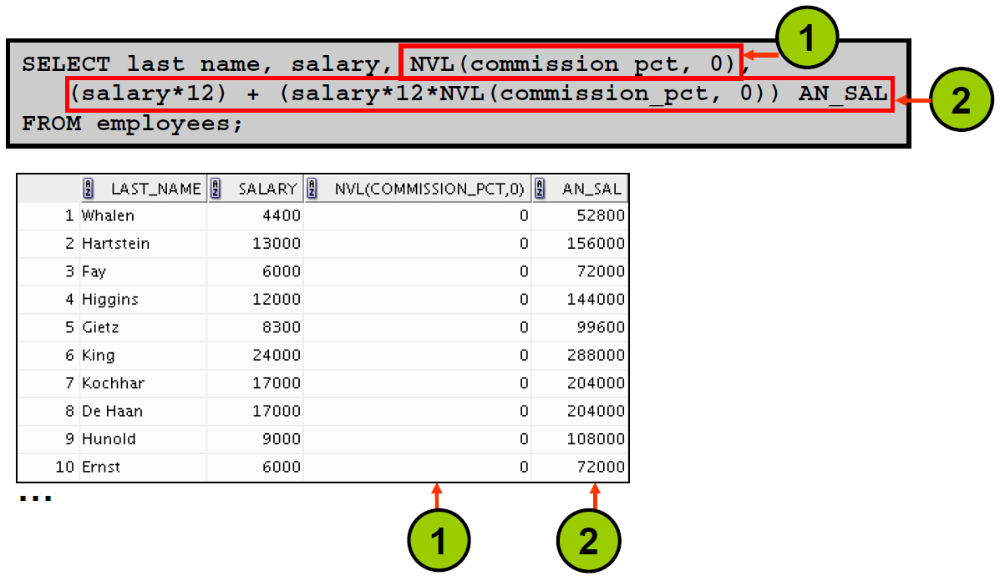 1
SELECT last name, salary, NVL(commission pct, 0),
(salary*12) + (salary*12*NVL(commission_pct, 0)) AN_SAL
2
FROM employees;
LAST_NAME SALARY NVL(COMMISSION_PCT,0) AN_SAL
1 Whalen 4400 0 52800
2 Hartstein 13000 0 156000
3 Fay 6000 0 72000
4 Higgins 12000 0 144000
5 Gietz 8300 0 99600
6 King 24000 0 288000
7 Kochhar 17000 0 204000
8 De Haan 17000 0 204000
9 Hunold 9000 0 108000
10 Ernst 6000 0 72000
...
1 2